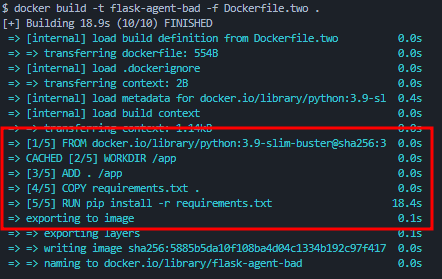 $ docker build -t flask-agent-bad -f Dockerfile.two .
[+] Building 18.9s (10/10) FINISHED
=> [internal] load build definition from Dockerfile.two 0.0s
=> => transferring dockerfile: 554B 0.0s
=> [internal] load .dockerignore 0.0s
=> => transferring context: 2B 0.0s
=> [internal] load metadata for docker.io/library/python:3.9-sl 0.4s
=> [internal] load build context 0.0s
=> => transferring context: 1.14kB 0.0s
=> [1/5] FROM docker.io/library/python:3.9-slim-buster@sha256:3 0.0s
=> CACHED [2/5] WORKDIR /app 0.0s
=> [3/5] ADD . /app 0.0s
=> [4/5] COPY requirements.txt . 0.0s
=> [5/5] RUN pip install -r requirements.txt 18.4s
=> exporting to image 0.1s
=> => exporting layers 0.1s
=> => writing image sha256:5885b5da10f108ba4d04c1334b192c97f417 0.0s
=> => naming to docker.io/library/flask-agent-bad 0.0s